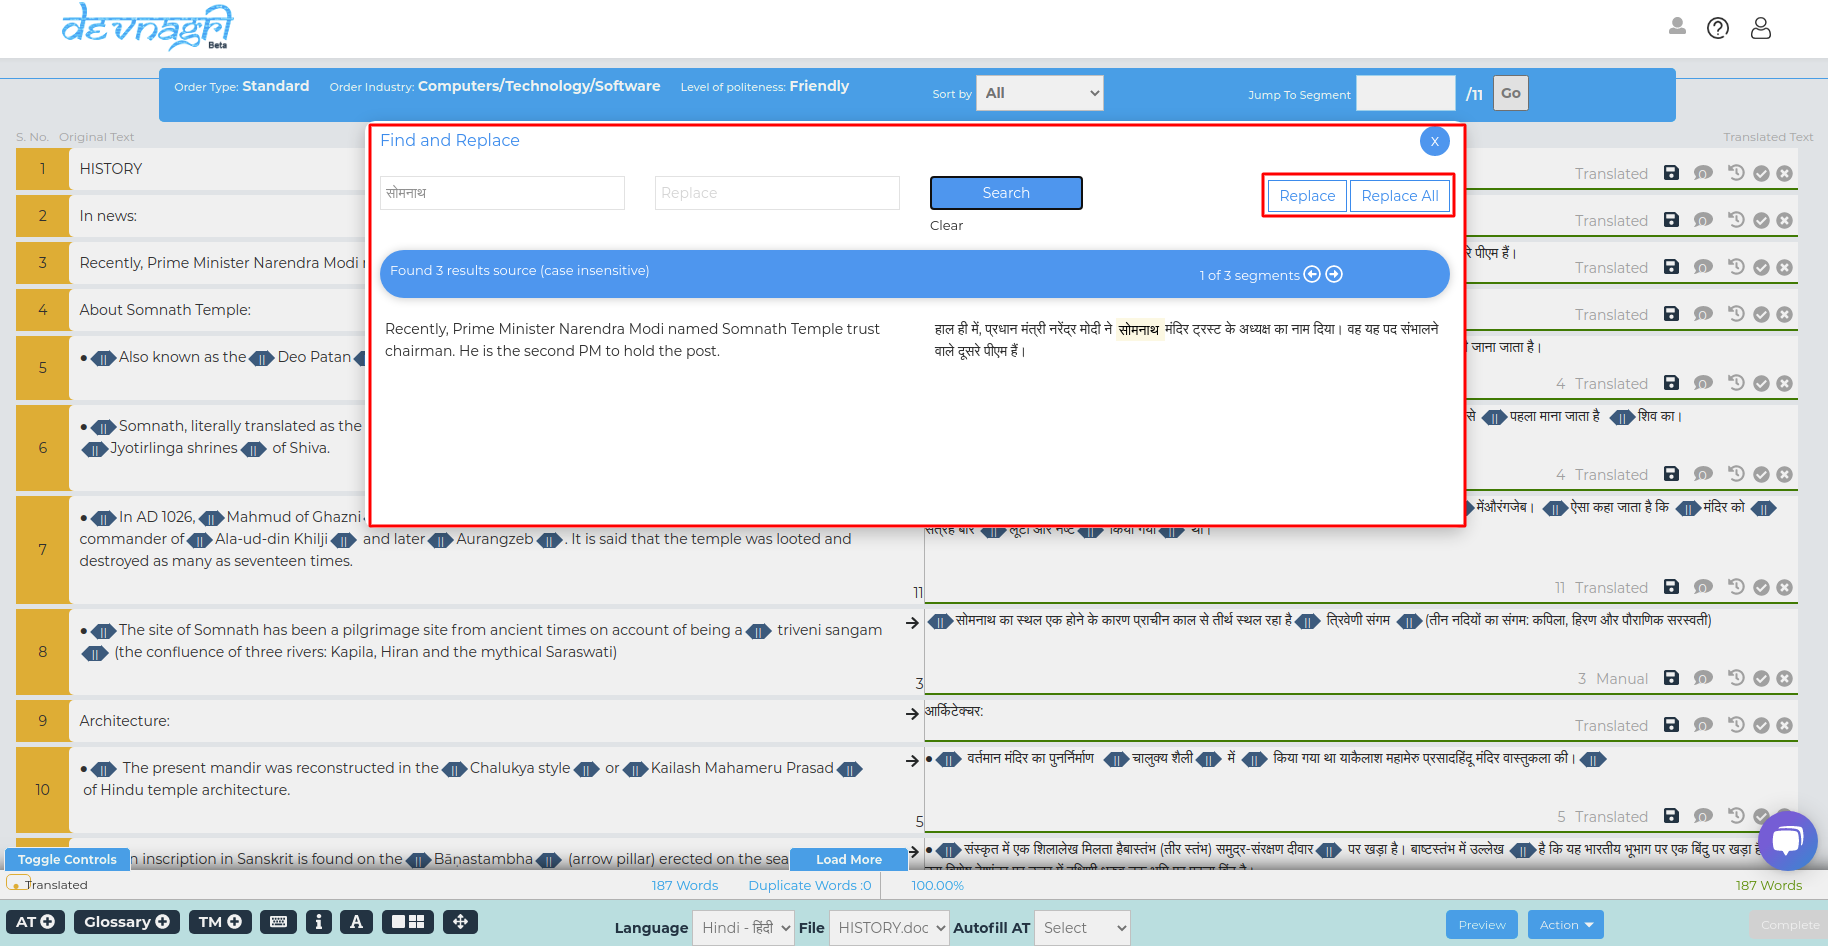 devnagri
Beta
Order Type: Standard Order Industry: Computers/Technology/Software Level of politeness: Friendly Sort by All Jump To Segment /11 Go
S. No. Original Text Translated Text
Find and Replace X
सोमनाथ Replace Search Replace Replace All
Clear
Found 3 results source (case insensitive) 1 of 3 segments
Recently, Prime Minister Narendra Modi named Somnath Temple trust
chairman. He is the second PM to hold the post.
हाल ही में, प्रधान मंत्री नरेंद्र मोदी ने सोमनाथ मंदिर ट्रस्ट के अध्यक्ष का नाम दिया। वह यह पद संभालने
वाले दूसरे पीएम हैं।
1 HISTORY Translated 0
2 In news: Translated 0
3 Recently, Prime Minister Narendra Modi पीएम हैं।
Translated 0
4 About Somnath Temple: Translated 0
5 • Also known as the Deo Patan जाना जाता है।
4 Translated 0
6 • Somnath, literally translated as the
Jyotirlinga shrines of Shiva.
से पहला माना जाता है शिव का।
4 Translated 0
7 • In AD 1026, Mahmud of Ghazni
commander of Ala-ud-din Khilji and later Aurangzeb . It is said that the temple was looted and
destroyed as many as seventeen times.
11
मेंऔरंगजेब। ऐसा कहा जाता है कि मंदिर को
सत्रह बार लूटा और नष्ट किया गया था।
11 Translated 0
8 • The site of Somnath has been a pilgrimage site from ancient times on account of being a triveni sangam
(the confluence of three rivers: Kapila, Hiran and the mythical Saraswati)
3
सोमनाथ का स्थल एक होने के कारण प्राचीन काल से तीर्थ स्थल रहा है त्रिवेणी संगम (तीन नदियों का संगम: कपिला, हिरण और पौराणिक सरस्वती)
3 Manual 0
9 Architecture: आर्किटेक्चर:
Translated 0
10 • The present mandir was reconstructed in the Chalukya style or Kailash Mahameru Prasad
of Hindu temple architecture.
5
• वर्तमान मंदिर का पुनर्निर्माण चालुक्य शैली में किया गया था याकैलाश महामेरु प्रसादहिंदू मंदिर वास्तुकला की।
5 Translated 0
n inscription in Sanskrit is found on the Bāṇastambha (arrow pillar) erected on the sea
• संस्कृत में एक शिलालेख मिलता हैबास्तंभ (तीर स्तंभ) समुद्र-संरक्षण दीवार पर खड़ा है। बाष्टस्तंभ में उल्लेख है कि यह भारतीय भूभाग पर एक बिंदु पर खड़ा है
Toggle Controls Load More
Translated 187 Words Duplicate Words :0 100.00% 187 Words
AT Glossary TM i A Language Hindi - हिंदी File HISTORY.doc Autofill AT Select Preview Action Complete